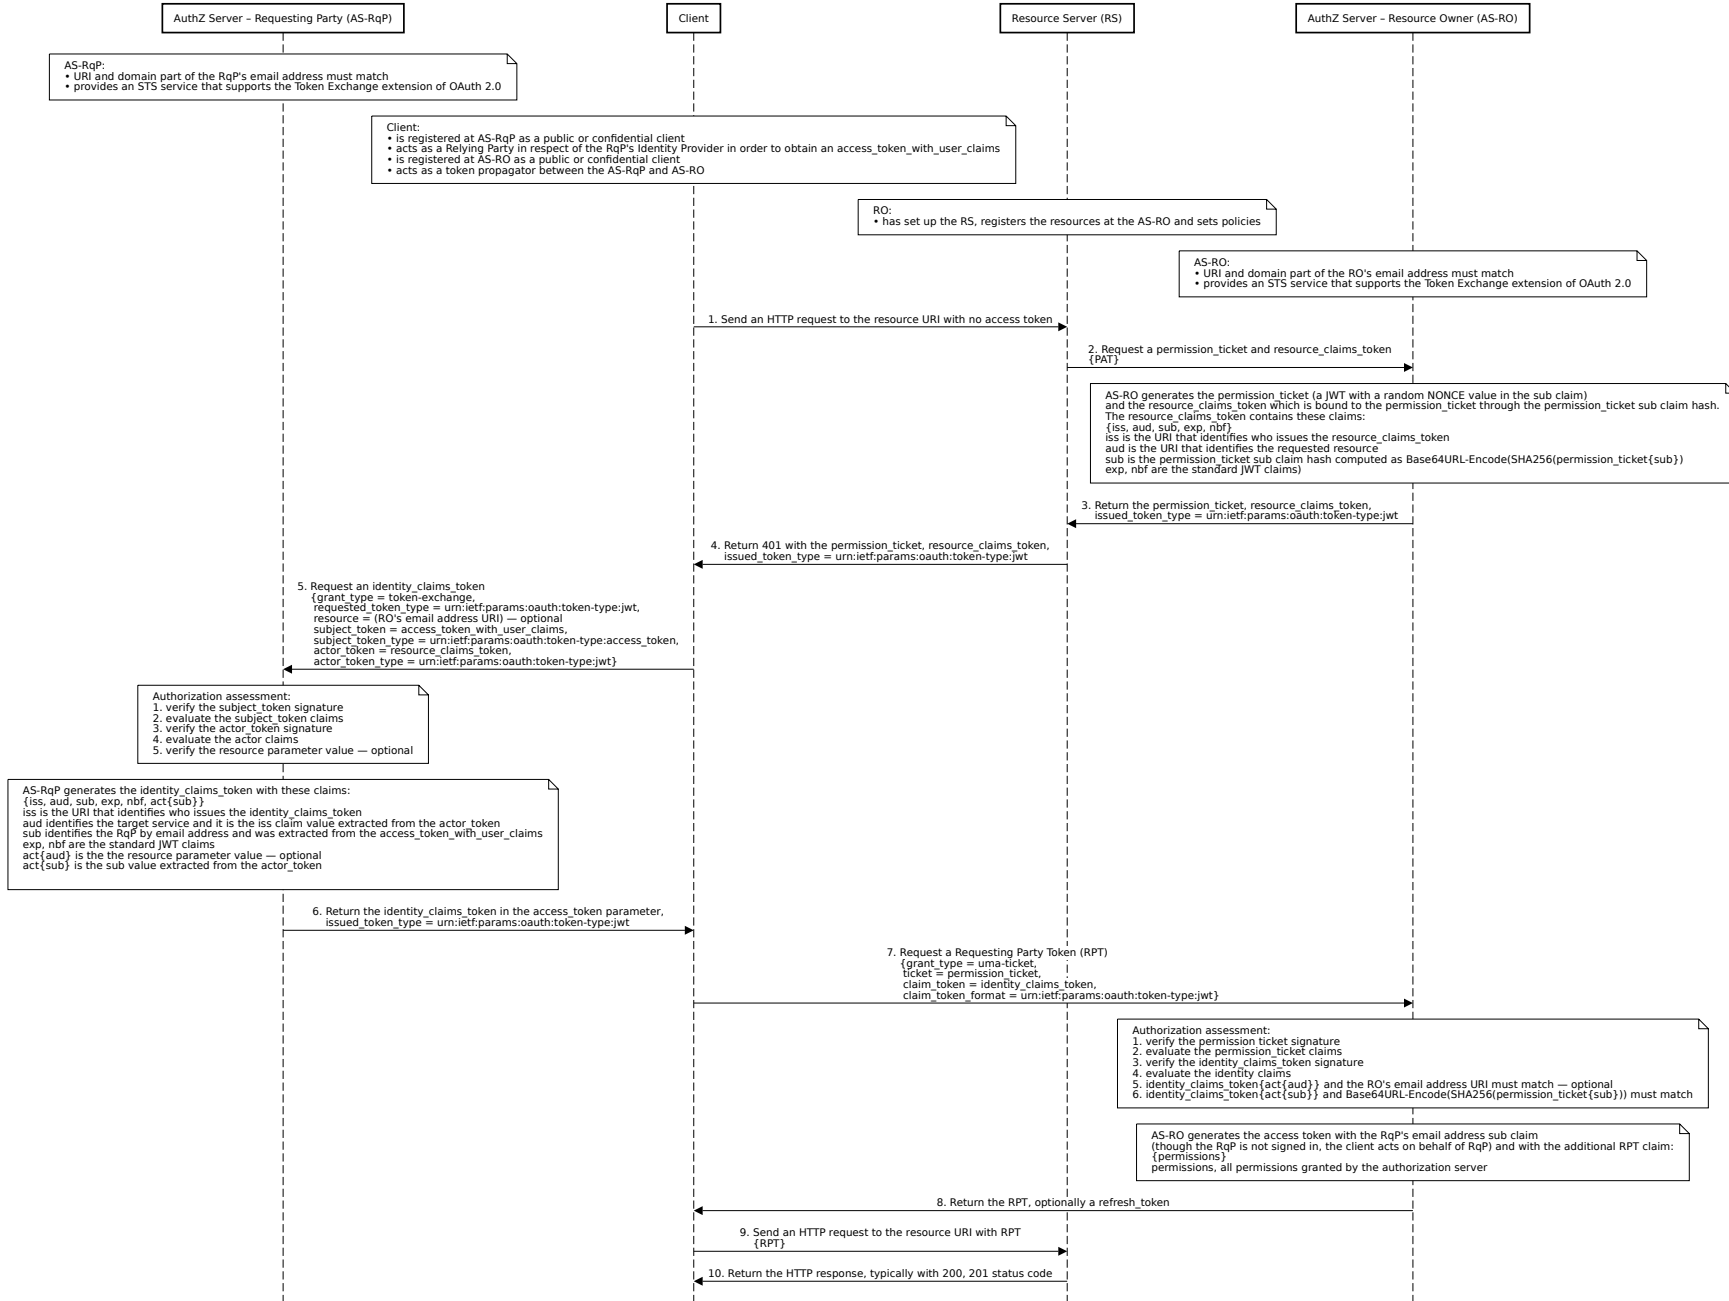 AuthZ Server – Requesting Party (AS-RqP)
Client
Resource Server (RS)
AuthZ Server – Resource Owner (AS-RO)
AS-RqP:
• URI and domain part of the RqP's email address must match
• provides an STS service that supports the Token Exchange extension of OAuth 2.0
Client:
• is registered at AS-RqP as a public or confidential client
• acts as a Relying Party in respect of the RqP's Identity Provider in order to obtain an access_token_with_user_claims
• is registered at AS-RO as a public or confidential client
• acts as a token propagator between the AS-RqP and AS-RO
RO:
• has set up the RS, registers the resources at the AS-RO and sets policies
AS-RO:
• URI and domain part of the RO's email address must match
• provides an STS service that supports the Token Exchange extension of OAuth 2.0
1. Send an HTTP request to the resource URI with no access token
2. Request a permission_ticket and resource_claims_token
{PAT}
AS-RO generates the permission_ticket (a JWT with a random NONCE value in the sub claim)
and the resource_claims_token which is bound to the permission_ticket through the permission_ticket sub claim hash.
The resource_claims_token contains these claims:
{iss, aud, sub, exp, nbf}
iss is the URI that identifies who issues the resource_claims_token
aud is the URI that identifies the requested resource
sub is the permission_ticket sub claim hash computed as Base64URL-Encode(SHA256(permission_ticket{sub})
exp, nbf are the standard JWT claims)
3. Return the permission_ticket, resource_claims_token,
issued_token_type = urn:ietf:params:oauth:token-type:jwt
4. Return 401 with the permission_ticket, resource_claims_token,
issued_token_type = urn:ietf:params:oauth:token-type:jwt
5. Request an identity_claims_token
{grant_type = token-exchange,
requested_token_type = urn:ietf:params:oauth:token-type:jwt,
resource = (RO's email address URI) — optional
subject_token = access_token_with_user_claims,
subject_token_type = urn:ietf:params:oauth:token-type:access_token,
actor_token = resource_claims_token,
actor_token_type = urn:ietf:params:oauth:token-type:jwt}
Authorization assessment:
1. verify the subject_token signature
2. evaluate the subject_token claims
3. verify the actor_token signature
4. evaluate the actor claims
5. verify the resource parameter value — optional
AS-RqP generates the identity_claims_token with these claims:
{iss, aud, sub, exp, nbf, act{sub}}
iss is the URI that identifies who issues the identity_claims_token
aud identifies the target service and it is the iss claim value extracted from the actor_token
sub identifies the RqP by email address and was extracted from the access_token_with_user_claims
exp, nbf are the standard JWT claims
act{aud} is the the resource parameter value — optional
act{sub} is the sub value extracted from the actor_token
6. Return the identity_claims_token in the access_token parameter,
issued_token_type = urn:ietf:params:oauth:token-type:jwt
7. Request a Requesting Party Token (RPT)
{grant_type = uma-ticket,
ticket = permission_ticket,
claim_token = identity_claims_token,
claim_token_format = urn:ietf:params:oauth:token-type:jwt}
Authorization assessment:
1. verify the permission ticket signature
2. evaluate the permission_ticket claims
3. verify the identity_claims_token signature
4. evaluate the identity claims
5. identity_claims_token{act{aud}} and the RO's email address URI must match — optional
6. identity_claims_token{act{sub}} and Base64URL-Encode(SHA256(permission_ticket{sub})) must match
AS-RO generates the access token with the RqP's email address sub claim
(though the RqP is not signed in, the client acts on behalf of RqP) and with the additional RPT claim:
{permissions}
permissions, all permissions granted by the authorization server
8. Return the RPT, optionally a refresh_token
9. Send an HTTP request to the resource URI with RPT
{RPT}
10. Return the HTTP response, typically with 200, 201 status code